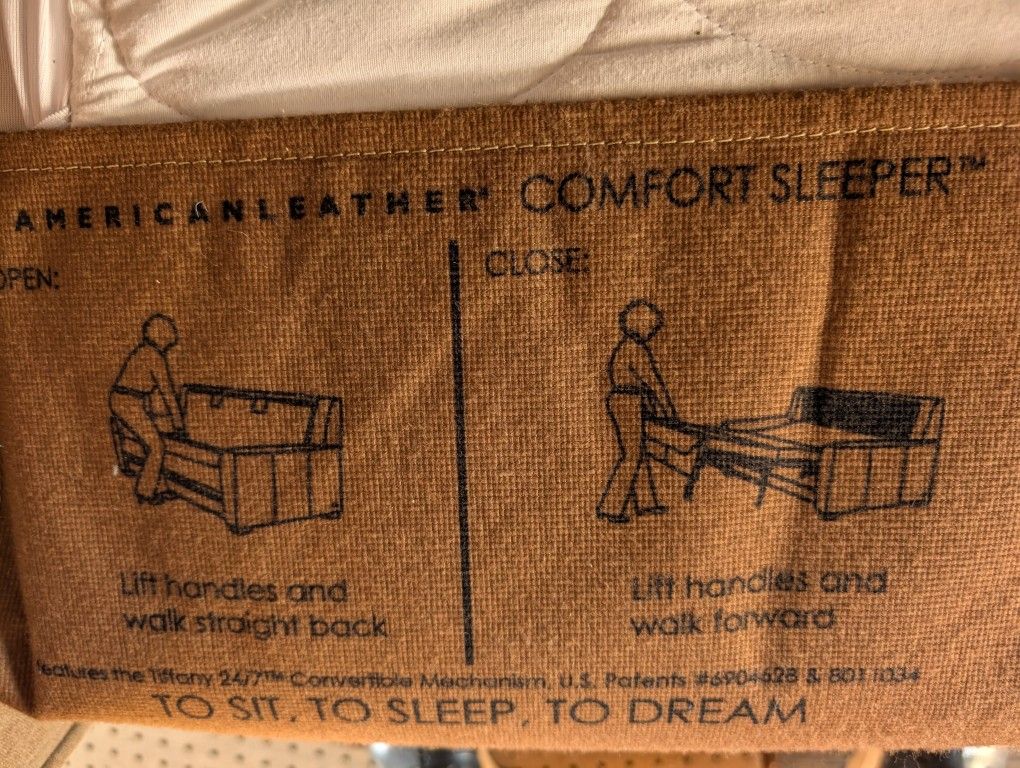 AMERICANLEATHER® COMFORT SLEEPER™
OPEN:
Lift handles and
walk straight back
CLOSE:
Lift handles and
walk forward
Features the Tiffany 24/7™ Convertible Mechanism, U.S. Patents #6904628 & 8011034
TO SIT, TO SLEEP, TO DREAM